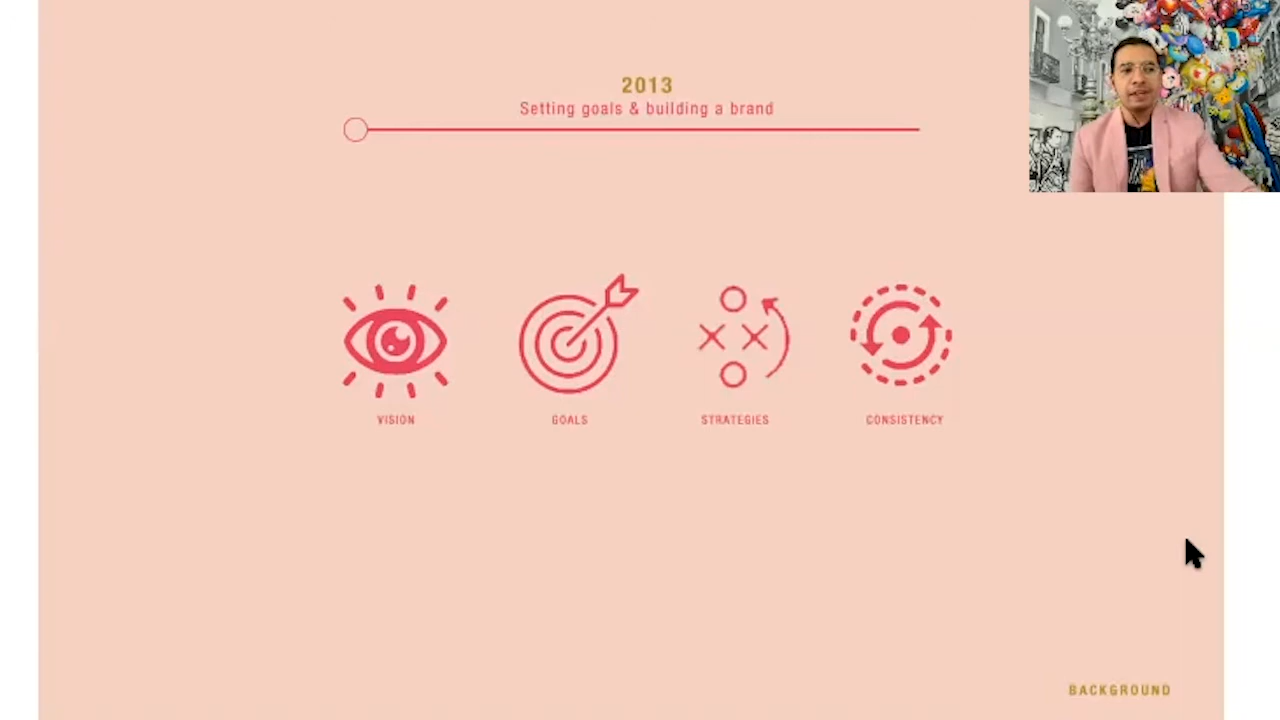 2013
Setting goals & building a brand
VISION
GOALS
STRATEGIES
CONSISTENCY
BACKGROUND